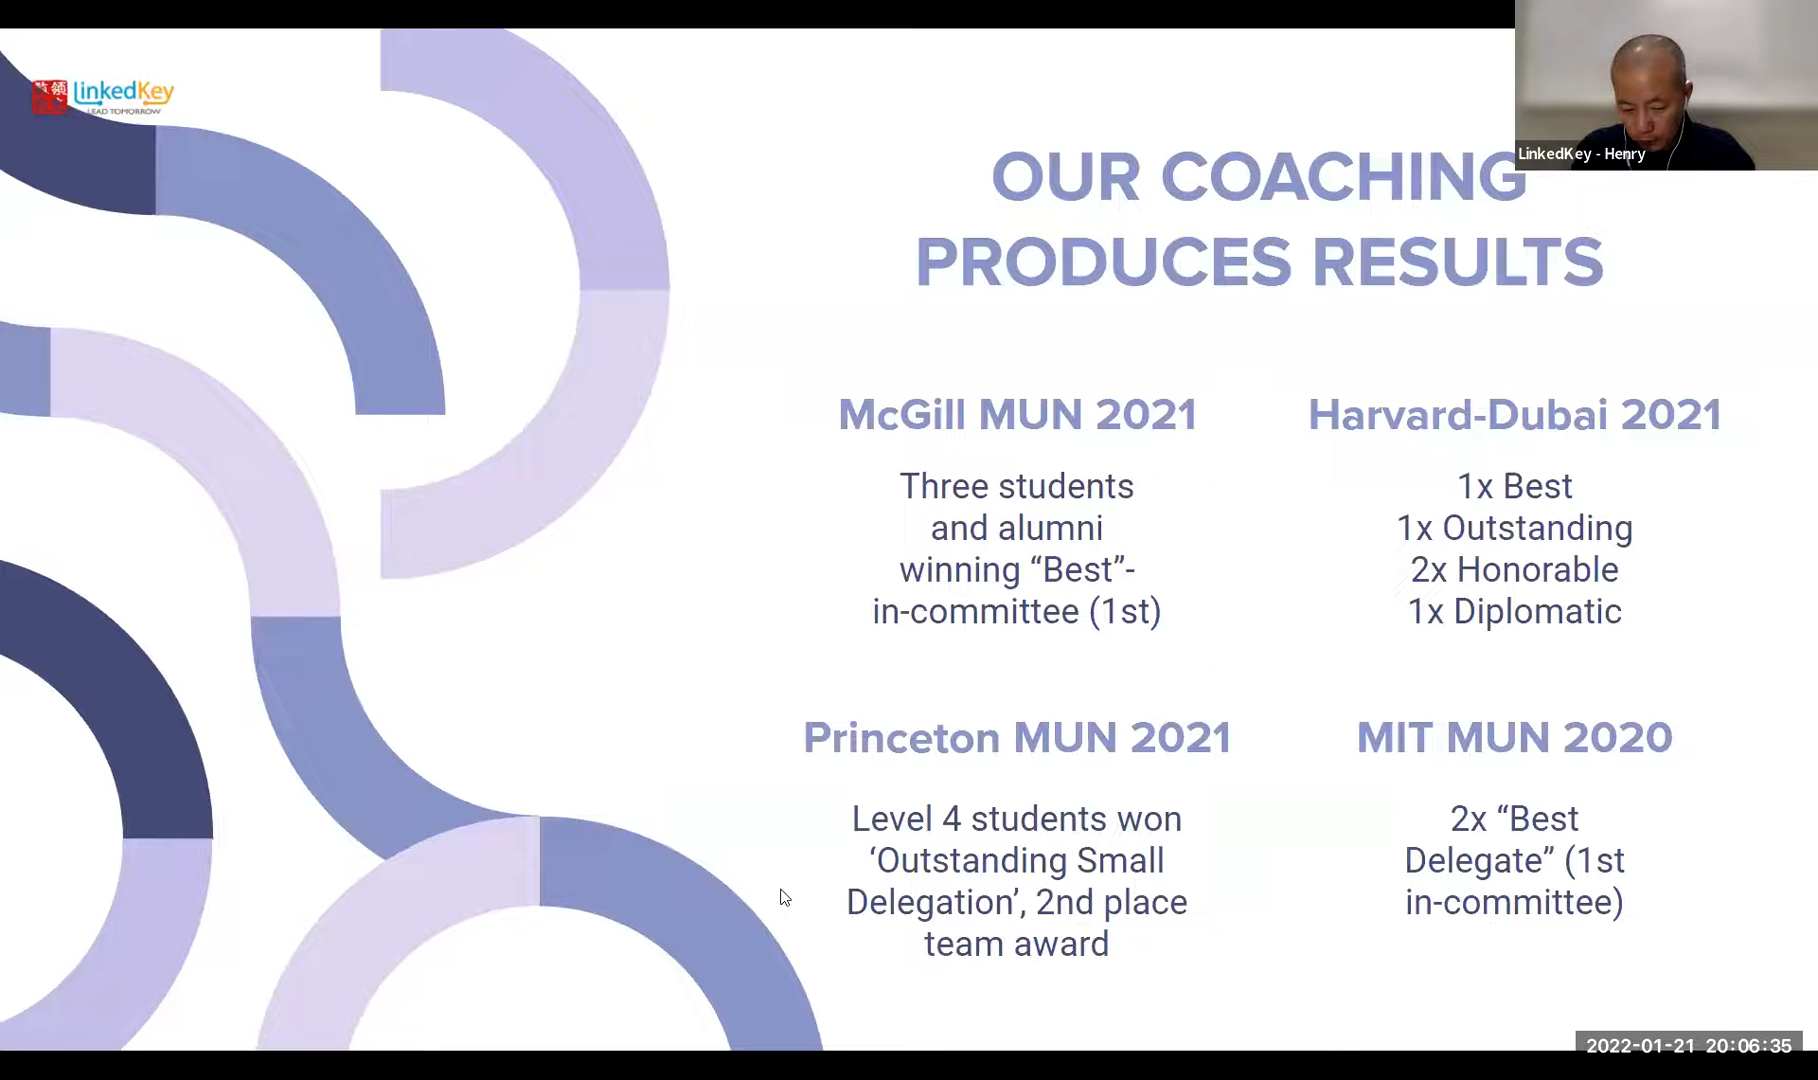 LinkedKey
LEAD TOMORROW
LinkedKey - Henry
OUR COACHING
PRODUCES RESULTS
McGill MUN 2021
Three students
and alumni
winning “Best”-
in-committee (1st)
Harvard-Dubai 2021
1x Best
1x Outstanding
2x Honorable
1x Diplomatic
Princeton MUN 2021
Level 4 students won
‘Outstanding Small
Delegation’, 2nd place
team award
MIT MUN 2020
2x “Best
Delegate” (1st
in-committee)
2022-01-21 20:06:35